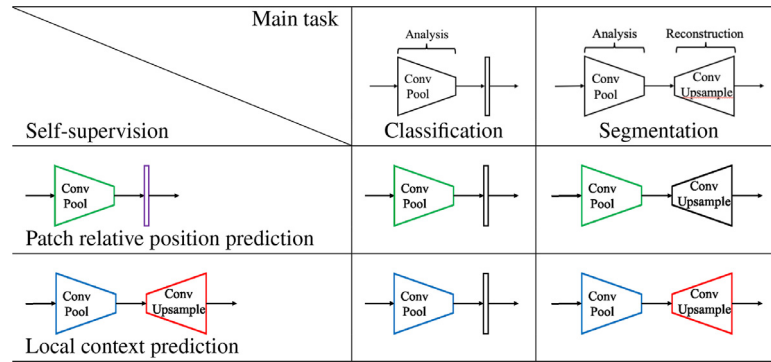 Main task
Analysis
Conv
Pool
Analysis
Reconstruction
Conv
Pool
Conv
Upsample
Self-supervision
Classification
Segmentation
Conv
Pool
Patch relative position prediction
Conv
Pool
Conv
Pool
Conv
Upsample
Conv
Pool
Conv
Upsample
Local context prediction
Conv
Pool
Conv
Pool
Conv
Upsample